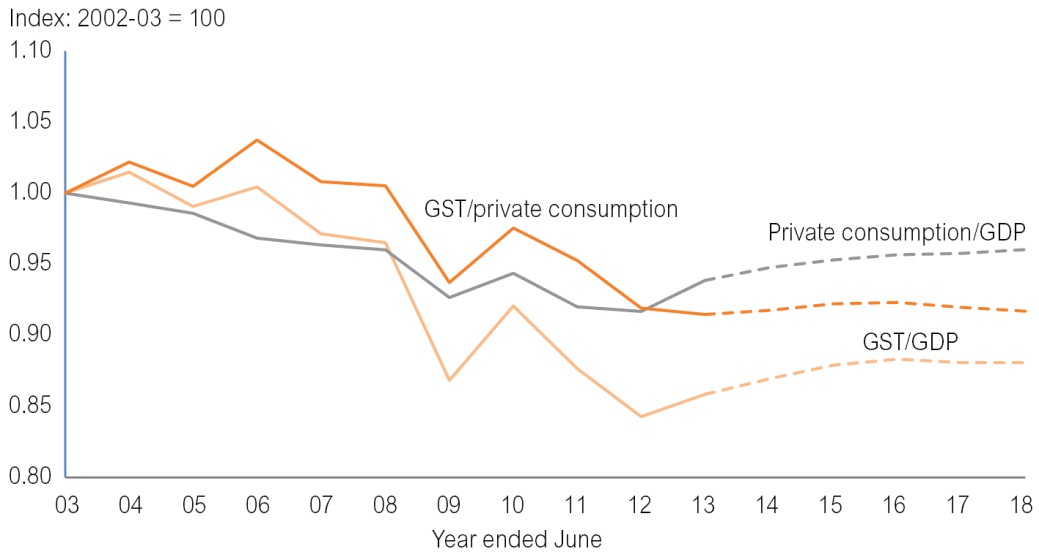 Index: 2002-03 = 100
1.10
1.05
1.00
0.95
0.90
0.85
0.80
GST/private consumption
Private consumption/GDP
GST/GDP
03 04 05 06 07 08 09 10 11 12 13 14 15 16 17 18
Year ended June